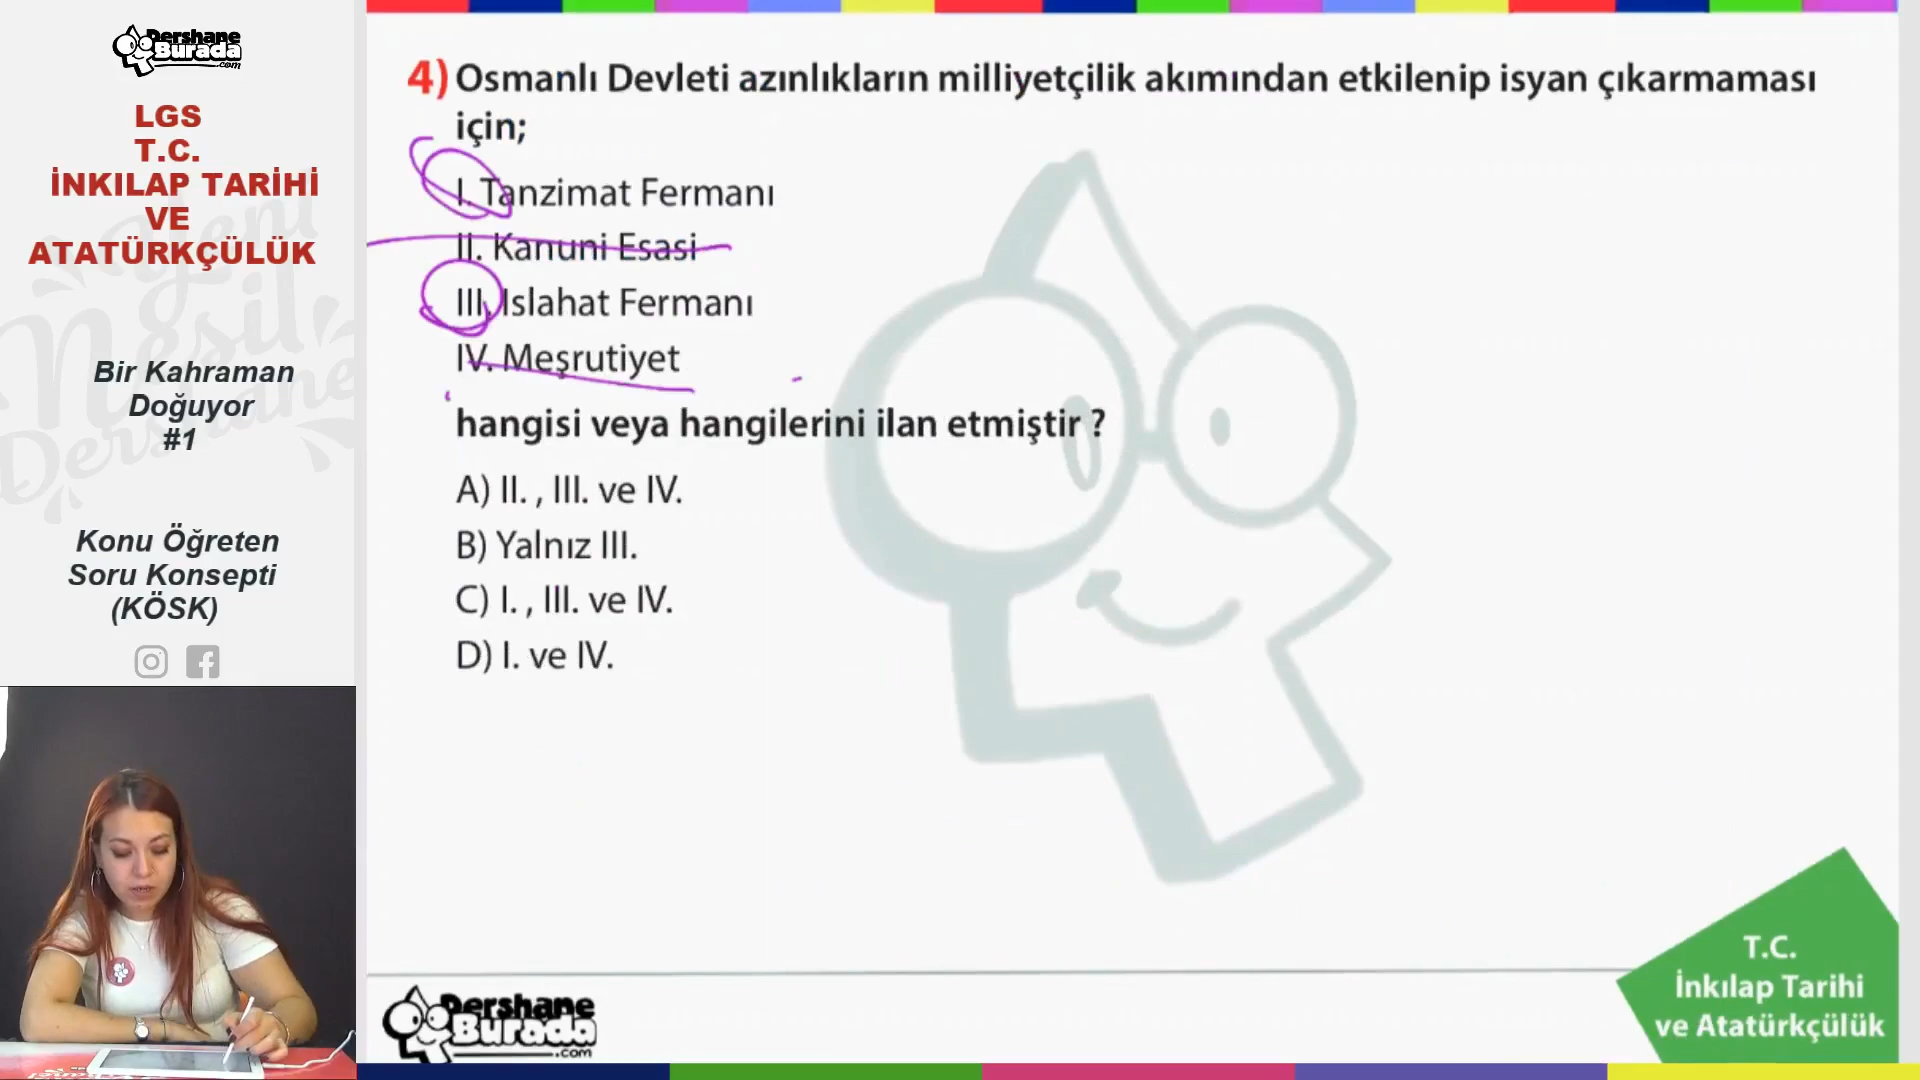 Dershane
Burada
.com
LGS
T.C.
İNKILAP TARİHİ
VE
ATATÜRKÇÜLÜK
Yeni
Nesil
Dershane
Bir Kahraman
Doğuyor
#1
Konu Öğreten
Soru Konsepti
(KÖSK)
4) Osmanlı Devleti azınlıkların milliyetçilik akımından etkilenip isyan çıkarmaması
için;
I. Tanzimat Fermanı
II. Kanuni Esasi
III. Islahat Fermanı
IV. Meşrutiyet
hangisi veya hangilerini ilan etmiştir ?
A) II. , III. ve IV.
B) Yalnız III.
C) I. , III. ve IV.
D) I. ve IV.
Dershane
Burada
.com
T.C.
İnkılap Tarihi
ve Atatürkçülük